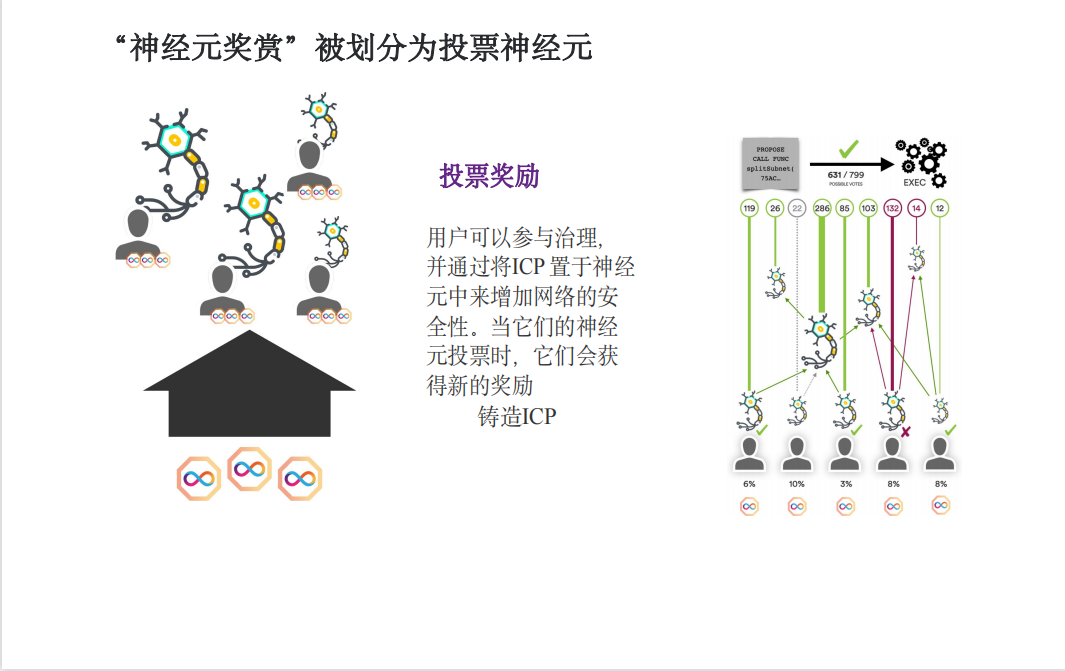 “神经元奖赏”被划分为投票神经元
投票奖励
用户可以参与治理,
并通过将ICP 置于神经
元中来增加网络的安
全性。当它们的神经
元投票时, 它们会获
得新的奖励
铸造ICP
PROPOSE
CALL FUNC
splitSubnet(
75AC…
631 / 799
POSSIBLE VOTES
EXEC
119 26 22 286 85 103 132 14 12
6% 10% 3% 8% 8%